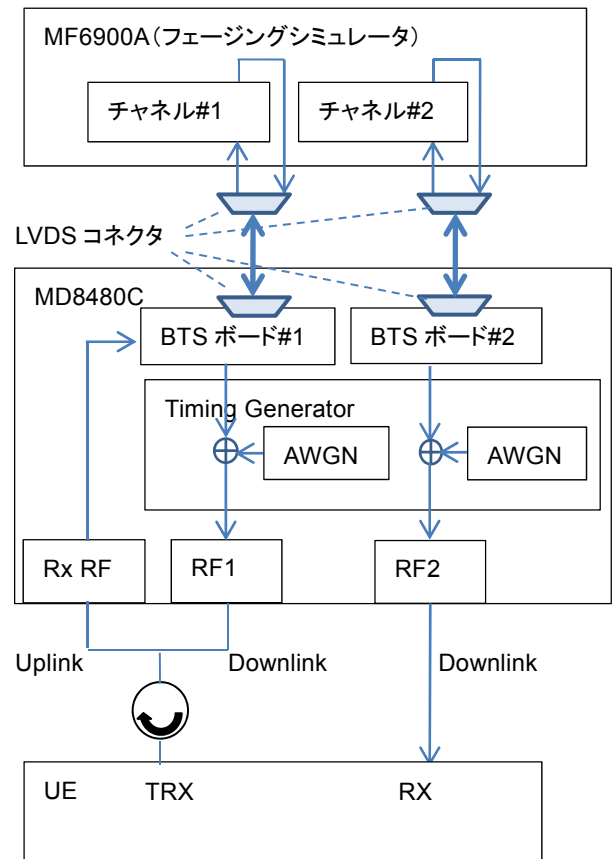 MF6900A（フェージングシミュレータ）
チャネル#1
チャネル#2
LVDS コネクタ
MD8480C
BTS ボード#1
BTS ボード#2
Timing Generator
AWGN
AWGN
Rx RF
RF1
RF2
Uplink
Downlink
Downlink
UE
TRX
RX